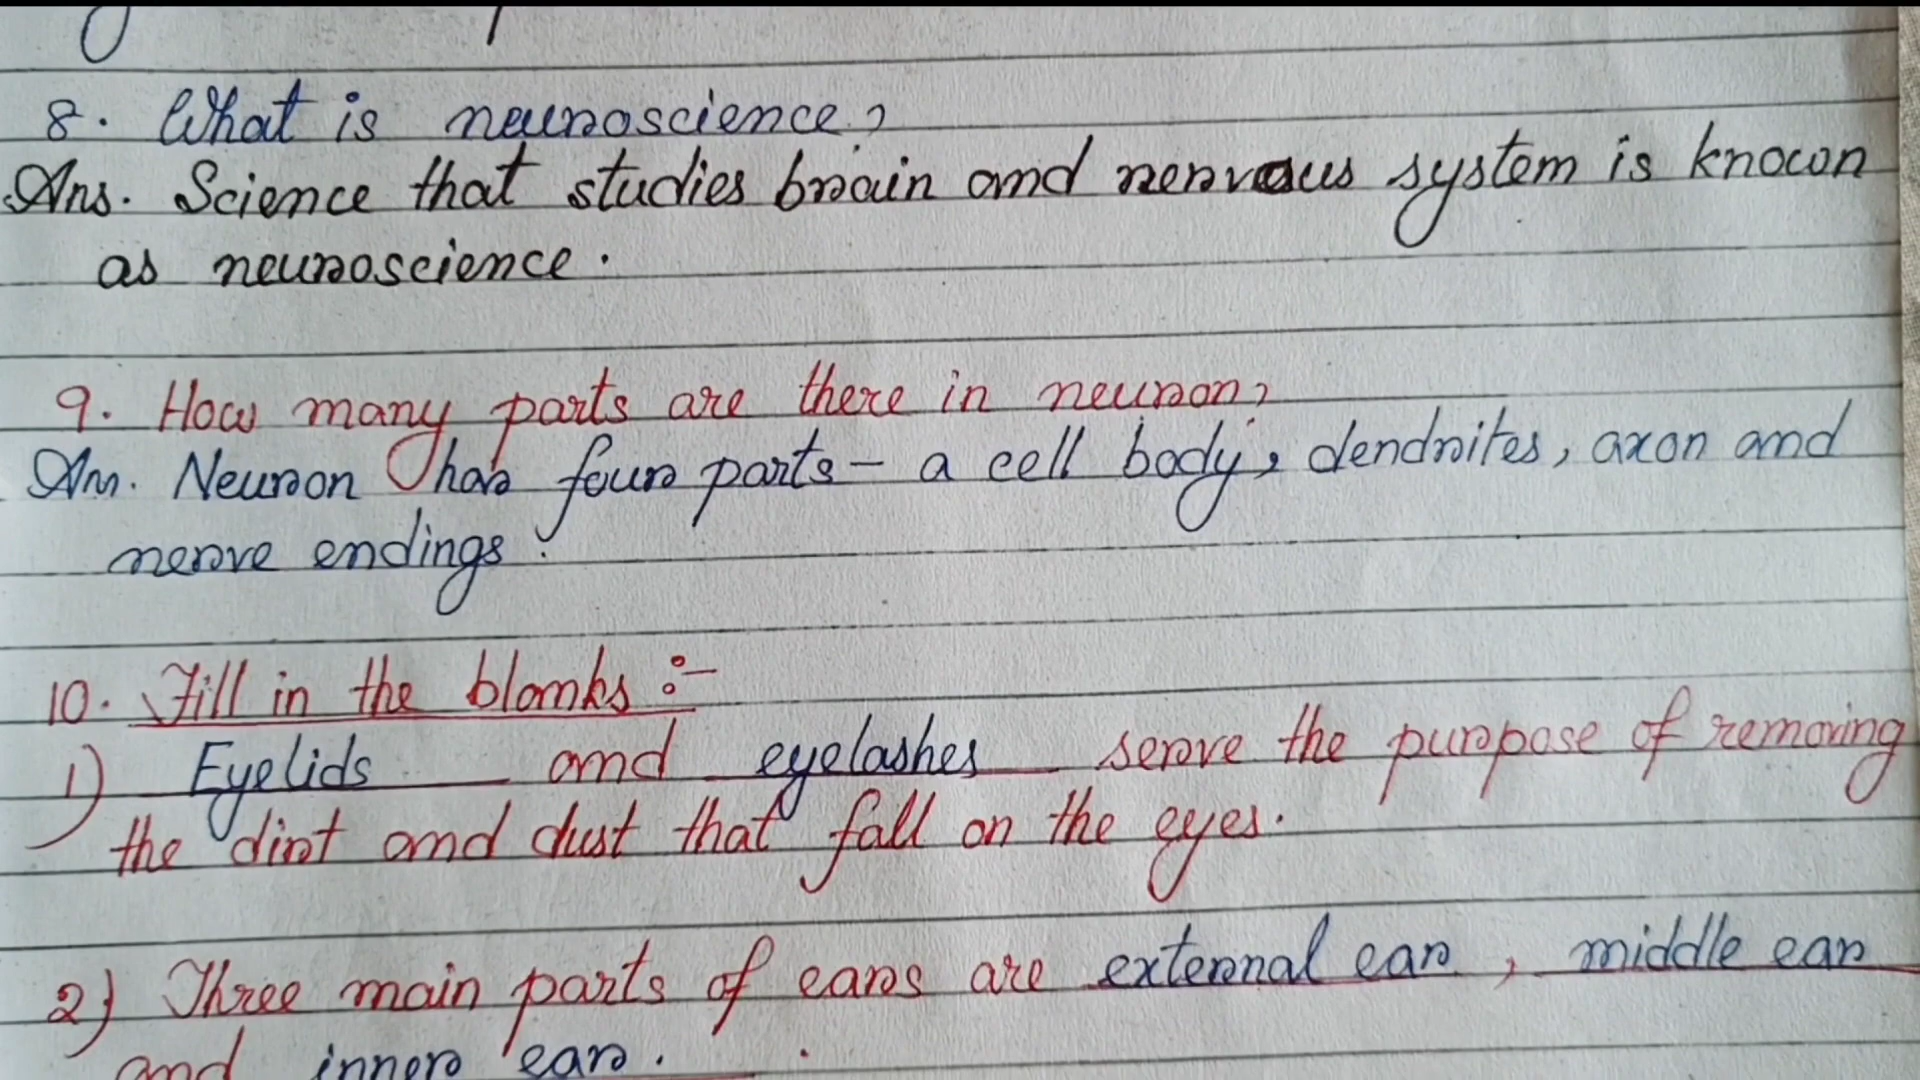 8. What is neuroscience?
Ans. Science that studies brain and nervous system is known
as neuroscience.
9. How many parts are there in neuron?
Ans. Neuron has four parts - a cell body, dendrites, axon and
nerve endings.
10. Fill in the blanks :-
1) Eyelids and eyelashes serve the purpose of removing
the dirt and dust that fall on the eyes.
2) Three main parts of ears are external ear, middle ear
and inner ear.